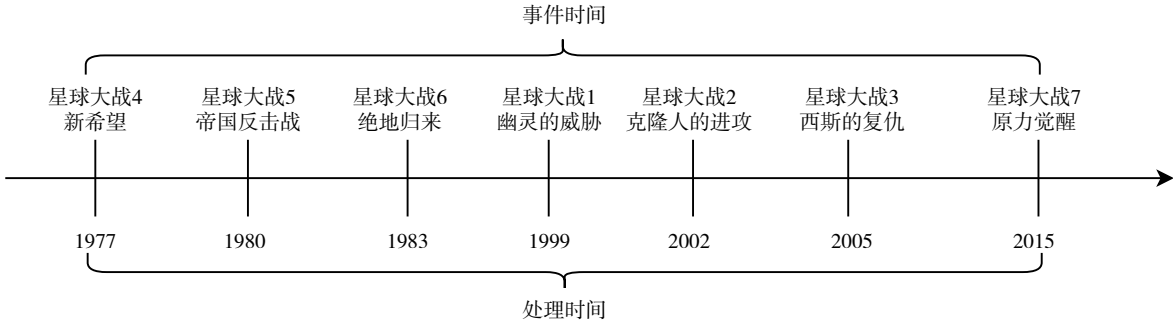 事件时间
星球大战4
新希望
星球大战5
帝国反击战
星球大战6
绝地归来
星球大战1
幽灵的威胁
星球大战2
克隆人的进攻
星球大战3
西斯的复仇
星球大战7
原力觉醒
1977
1980
1983
1999
2002
2005
2015
处理时间